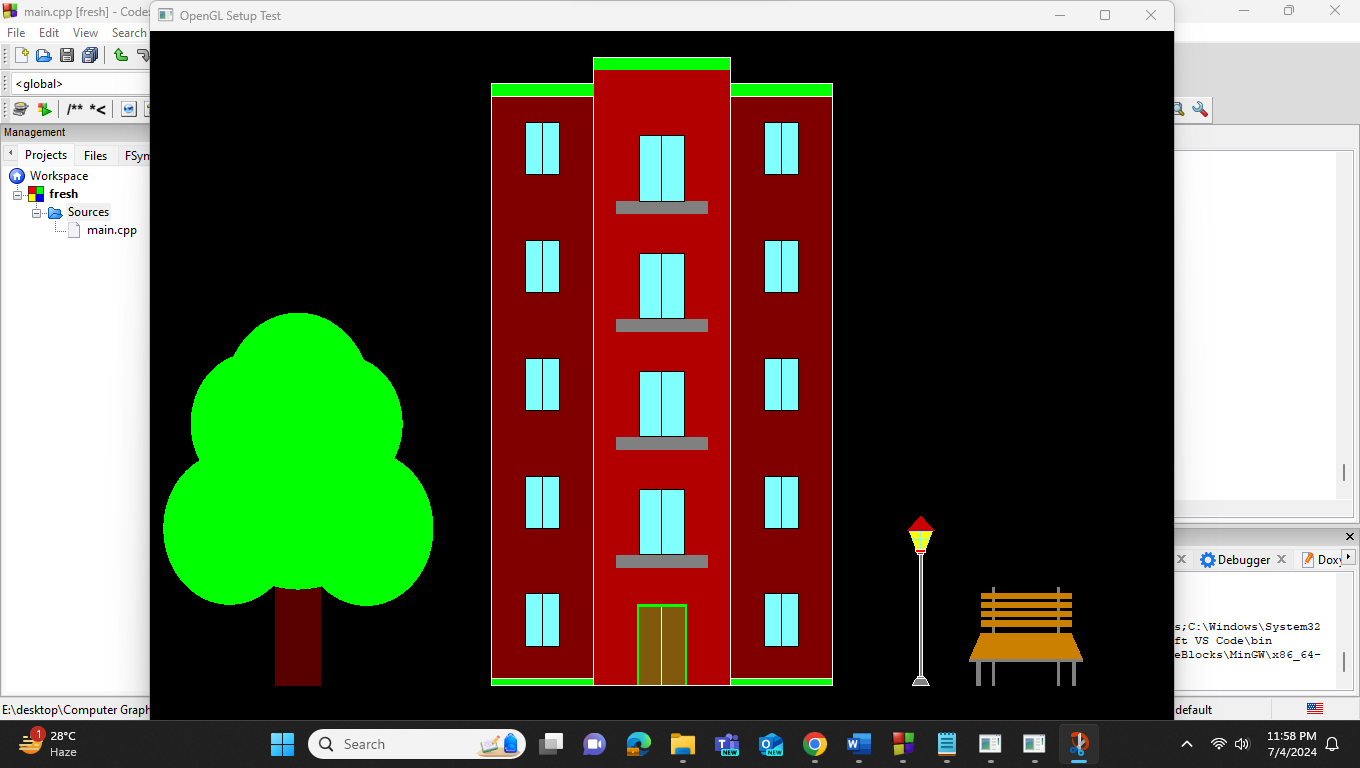 main.cpp [fresh] - Code
OpenGL Setup Test
File Edit View Search
<global>
/** *<
Management
Projects Files FSym
Workspace
fresh
Sources
main.cpp
Debugger
Doxy
s;C:\Windows\System32
ft VS Code\bin
eBlocks\MinGW\x86_64-
E:\desktop\Computer Graph
default
1
28°C
Haze
Search
NEW
NEW
11:58 PM
7/4/2024